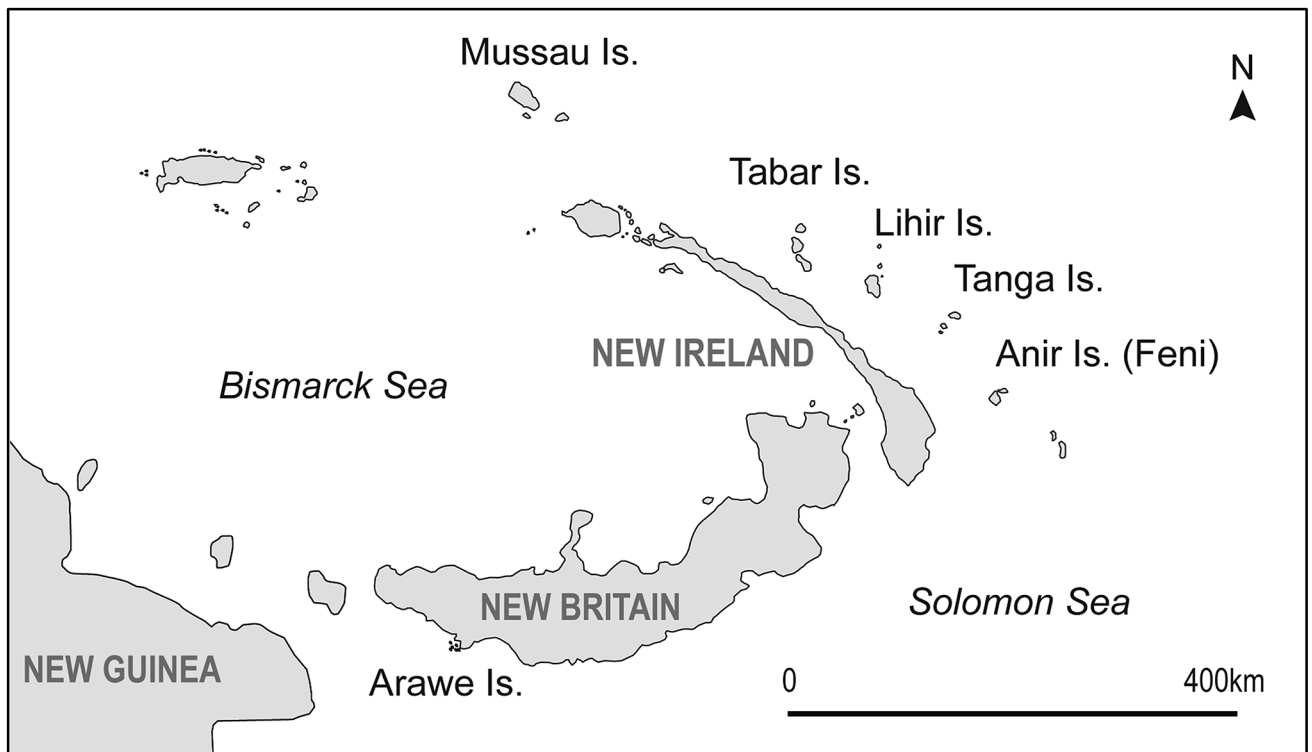 Mussau Is.
N
Tabar Is.
Lihir Is.
Tanga Is.
NEW IRELAND
Anir Is. (Feni)
Bismarck Sea
NEW BRITAIN
Solomon Sea
NEW GUINEA
Arawe Is.
0 400km